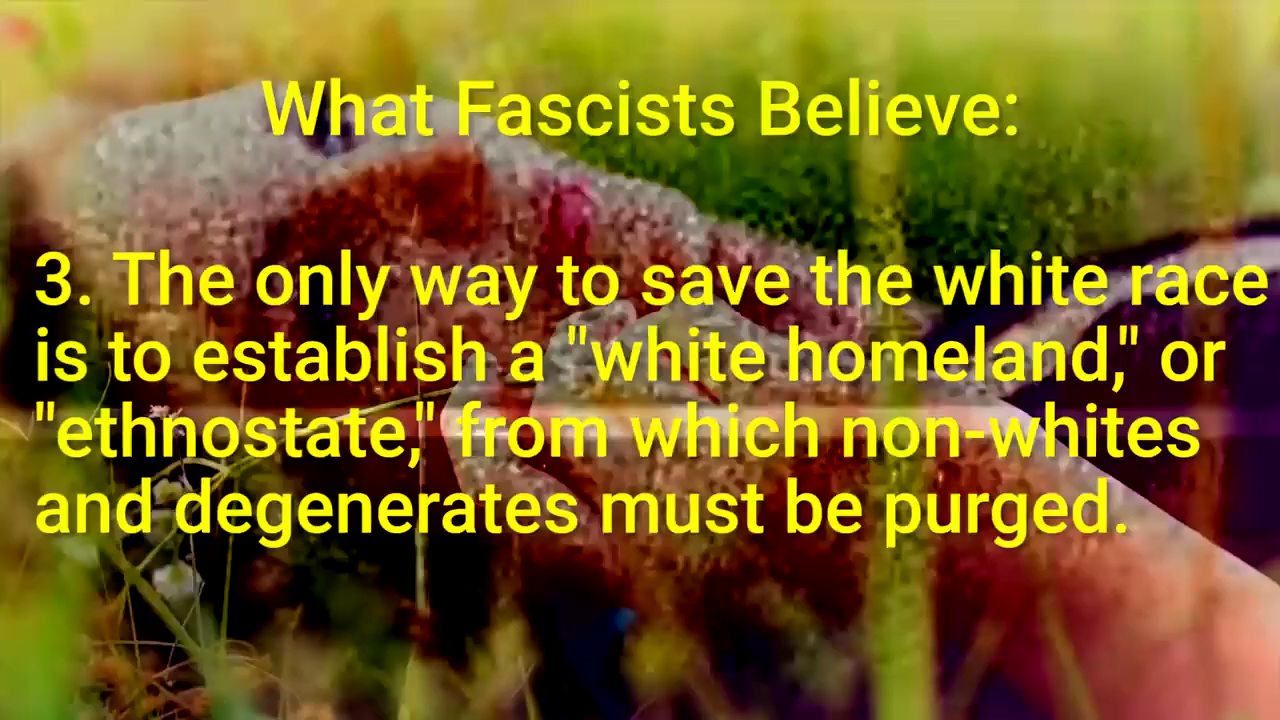 What Fascists Believe:
3. The only way to save the white race
is to establish a "white homeland," or
"ethnostate," from which non-whites
and degenerates must be purged.